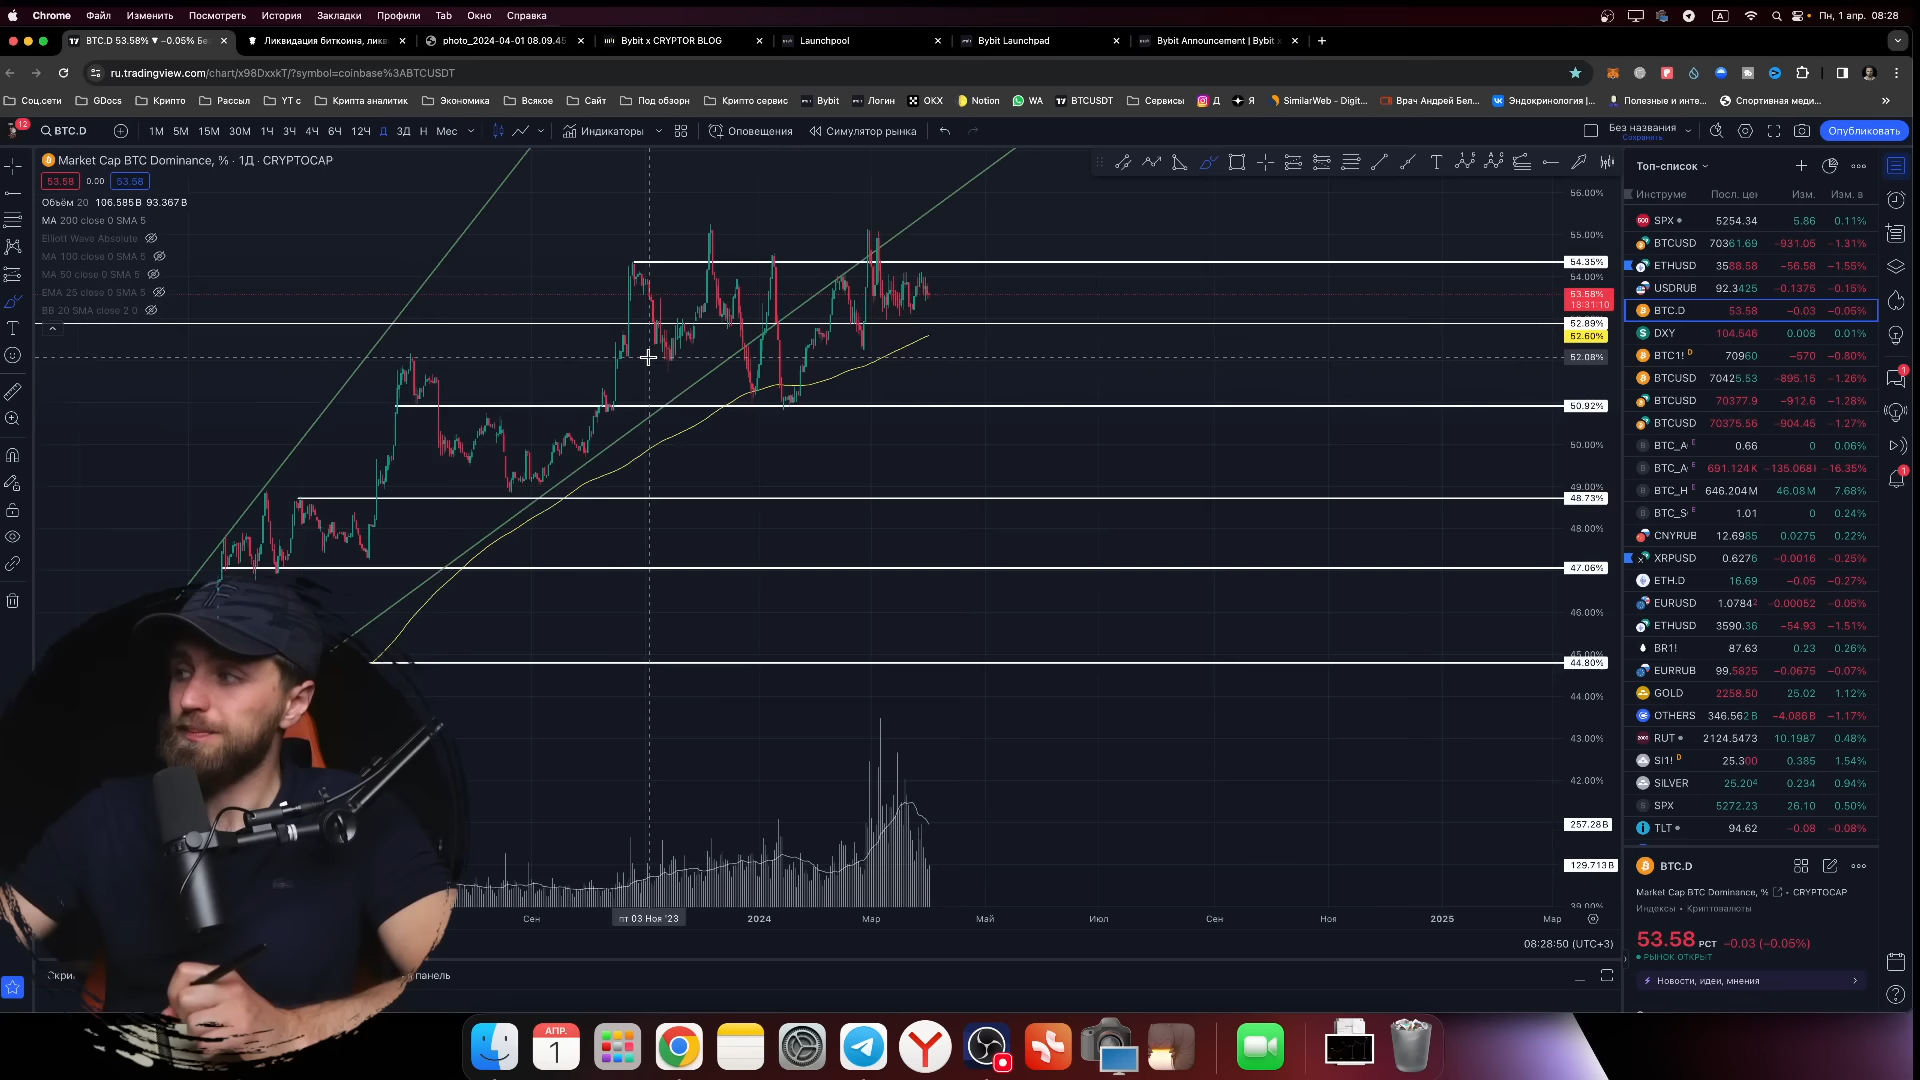 Chrome Файл Изменить Посмотреть История Закладки Профили Tab Окно Справка A Пн, 1 апр. 08:28
BTC.D 53.58% ▼ −0.05% Бе Ликвидация биткоина, лик photo_2024-04-01 08.09.45 Bybit x CRYPTOR BLOG Launchpool Bybit Launchpad Bybit Announcement | Bybit
ru.tradingview.com/chart/x98DxxkT/?symbol=coinbase%3ABTCUSDT
Соц.сети GDocs Крипто Рассыл YT с Крипта аналитик Экономика Всякое Сайт Под обзорн Крипто сервис Bybit Логин OKX Notion WA BTCUSDT Сервисы Д Я SimilarWeb - Digit... Врач Андрей Бел... Эндокринология |... Полезные и инте... Спортивная меди...
12 BTC.D 1М 5М 15М 30М 1Ч 3Ч 4Ч 6Ч 12Ч Д 3Д Н Мес Индикаторы Оповещения Симулятор рынка Без названия Опубликовать
Сохранить
Market Cap BTC Dominance, % · 1Д · CRYPTOCAP
53.58 0.00 53.58
Объём 20 106.585B 93.367B
MA 200 close 0 SMA 5
Elliott Wave Absolute
MA 100 close 0 SMA 5
MA 50 close 0 SMA 5
EMA 25 close 0 SMA 5
BB 20 SMA close 2 0
56.00%
55.00%
54.35%
54.00%
53.58%
18:31:10
52.89%
52.60%
52.08%
50.92%
50.00%
49.00%
48.73%
48.00%
47.06%
46.00%
45.00%
44.80%
44.00%
43.00%
42.00%
257.28B
129.713B
39.00%
Сен пт 03 Ноя '23 2024 Мар Май Июл Сен Ноя 2025 Мар
08:28:50 (UTC+3)
Скри панель
Топ-список
Инструме Посл. цен Изм. Изм. в
SPX 5254.34 5.86 0.11%
BTCUSD 70361.69 −931.05 −1.31%
ETHUSD 3588.58 −56.58 −1.55%
USDRUB 92.3425 −0.1375 −0.15%
BTC.D 53.58 −0.03 −0.05%
DXY 104.546 0.008 0.01%
BTC1! D 70960 −570 −0.80%
BTCUSD 70425.53 −895.15 −1.26%
BTCUSD 70377.9 −912.6 −1.28%
BTCUSD 70375.56 −904.45 −1.27%
BTC_A E 0.66 0 0.06%
BTC_A E 691.124K −135.068K −16.35%
BTC_H E 646.204M 46.08M 7.68%
BTC_S E 1.01 0 0.24%
CNYRUB 12.6985 0.0275 0.22%
XRPUSD 0.6276 −0.0016 −0.25%
ETH.D 16.69 −0.05 −0.27%
EURUSD 1.07842 −0.00052 −0.05%
ETHUSD 3590.36 −54.93 −1.51%
BR1! 87.63 0.23 0.26%
EURRUB 99.5825 −0.0675 −0.07%
GOLD 2258.50 25.02 1.12%
OTHERS 346.562B −4.086B −1.17%
RUT 2124.5473 10.1987 0.48%
SI1! D 25.300 0.385 1.54%
SILVER 25.204 0.234 0.94%
SPX 5272.23 26.10 0.50%
TLT 94.62 −0.08 −0.08%
BTC.D
Market Cap BTC Dominance, % · CRYPTOCAP
Индексы · Криптовалюты
53.58 РСТ −0.03 (−0.05%)
РЫНОК ОТКРЫТ
Новости, идеи, мнения
АПР.
1